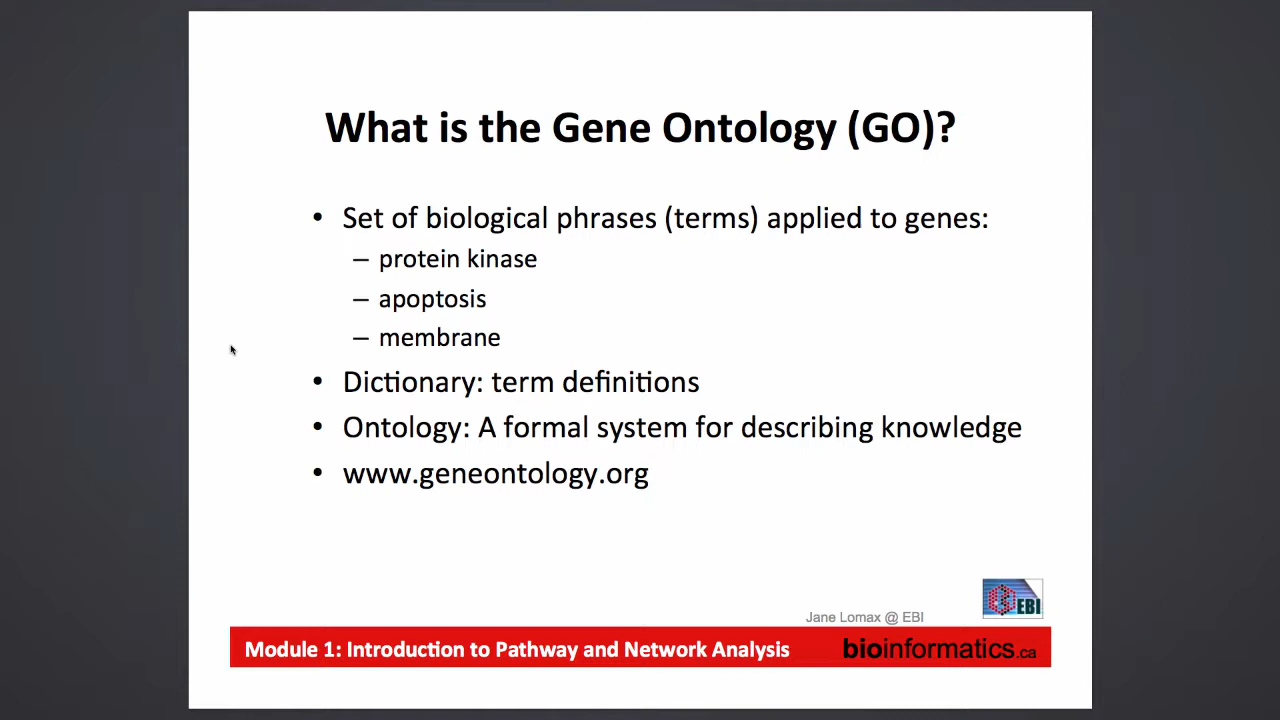 What is the Gene Ontology (GO)?
• Set of biological phrases (terms) applied to genes:
– protein kinase
– apoptosis
– membrane
• Dictionary: term definitions
• Ontology: A formal system for describing knowledge
• www.geneontology.org
EBI
Jane Lomax @ EBI
Module 1: Introduction to Pathway and Network Analysis
bioinformatics.ca